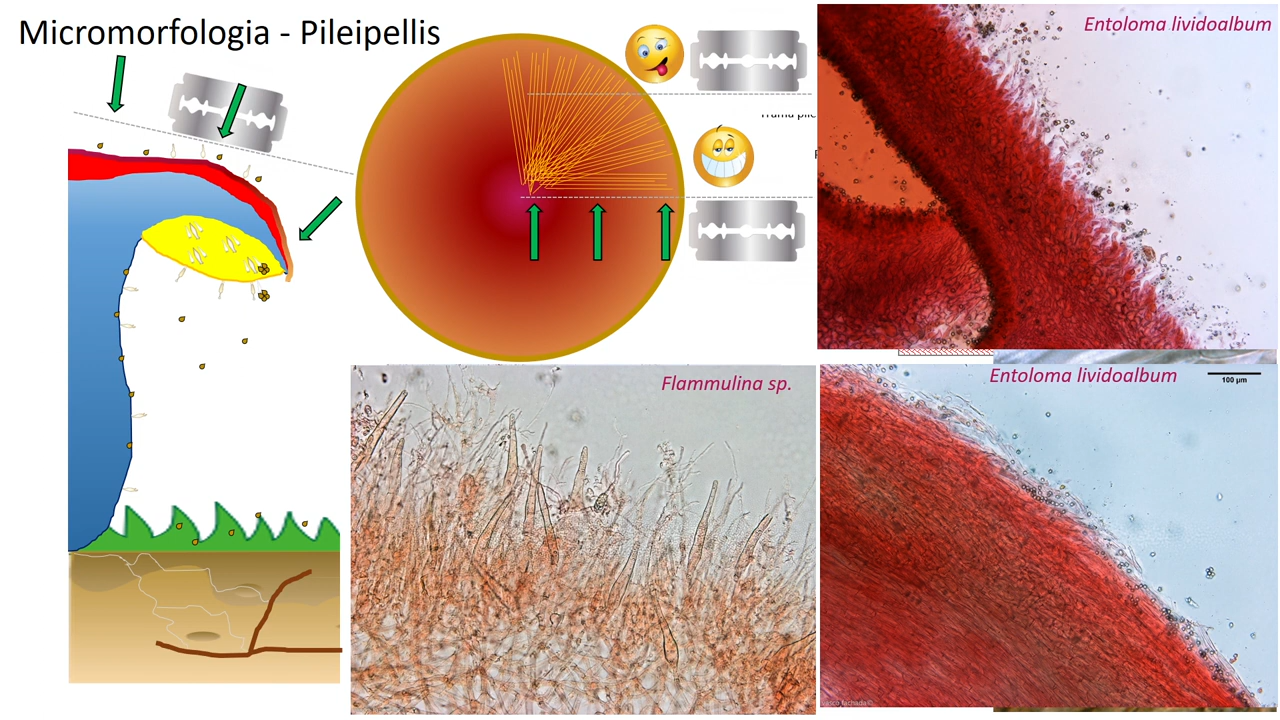 Micromorfologia - Pileipellis
Entoloma lividoalbum
Flammulina sp.
Entoloma lividoalbum
100 µm